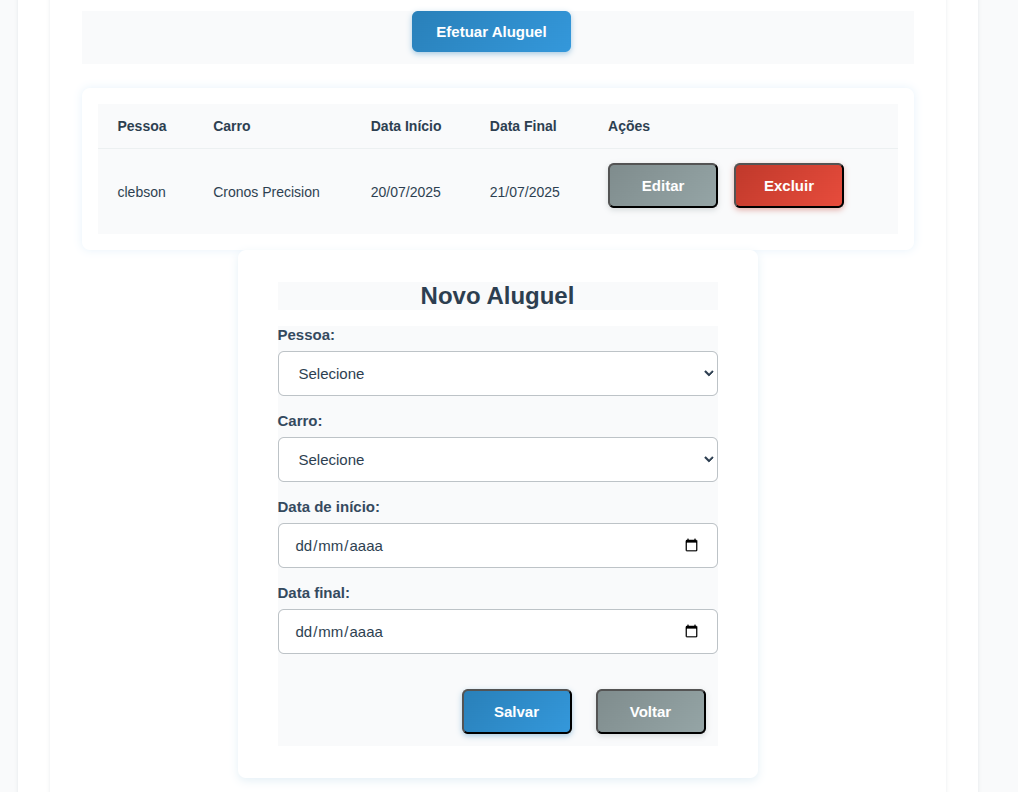 Efetuar Aluguel
Pessoa Carro Data Início Data Final Ações
clebson Cronos Precision 20/07/2025 21/07/2025 Editar Excluir
Novo Aluguel
Pessoa:
Selecione
Carro:
Selecione
Data de início:
dd/mm/aaaa
Data final:
dd/mm/aaaa
Salvar Voltar